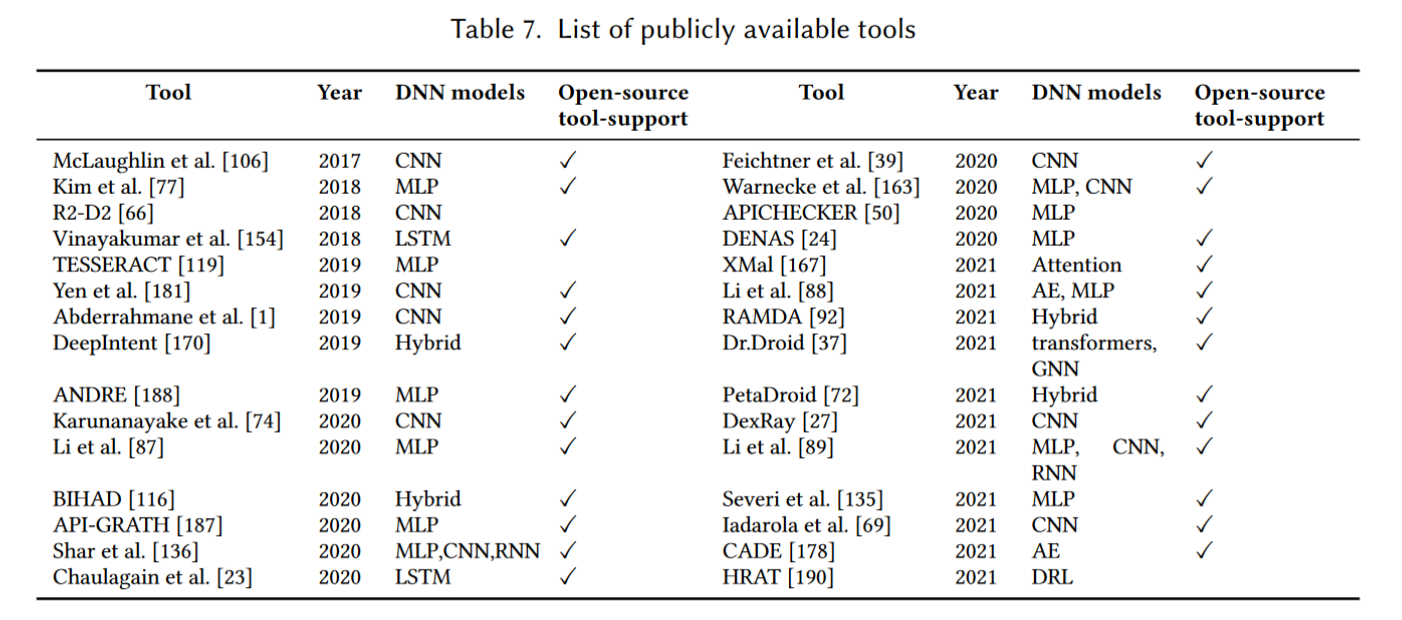 Table 7. List of publicly available tools
Tool Year DNN models Open-source tool-support Tool Year DNN models Open-source tool-support
McLaughlin et al. [106] 2017 CNN ✓ Feichtner et al. [39] 2020 CNN ✓
Kim et al. [77] 2018 MLP ✓ Warnecke et al. [163] 2020 MLP, CNN ✓
R2-D2 [66] 2018 CNN APICHECKER [50] 2020 MLP
Vinayakumar et al. [154] 2018 LSTM ✓ DENAS [24] 2020 MLP ✓
TESSERACT [119] 2019 MLP XMal [167] 2021 Attention ✓
Yen et al. [181] 2019 CNN ✓ Li et al. [88] 2021 AE, MLP ✓
Abderrahmane et al. [1] 2019 CNN ✓ RAMDA [92] 2021 Hybrid ✓
DeepIntent [170] 2019 Hybrid ✓ Dr.Droid [37] 2021 transformers, ✓
GNN
ANDRE [188] 2019 MLP ✓ PetaDroid [72] 2021 Hybrid ✓
Karunanayake et al. [74] 2020 CNN ✓ DexRay [27] 2021 CNN ✓
Li et al. [87] 2020 MLP ✓ Li et al. [89] 2021 MLP, CNN, ✓
RNN
BIHAD [116] 2020 Hybrid ✓ Severi et al. [135] 2021 MLP ✓
API-GRATH [187] 2020 MLP ✓ Iadarola et al. [69] 2021 CNN ✓
Shar et al. [136] 2020 MLP,CNN,RNN ✓ CADE [178] 2021 AE ✓
Chaulagain et al. [23] 2020 LSTM ✓ HRAT [190] 2021 DRL